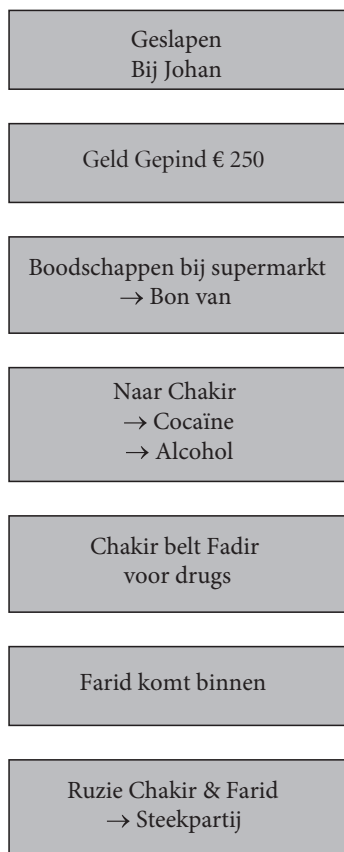 Geslapen
Bij Johan
Geld Gepind € 250
Boodschappen bij supermarkt
→ Bon van
Naar Chakir
→ Cocaïne
→ Alcohol
Chakir belt Fadir
voor drugs
Farid komt binnen
Ruzie Chakir & Farid
→ Steekpartij